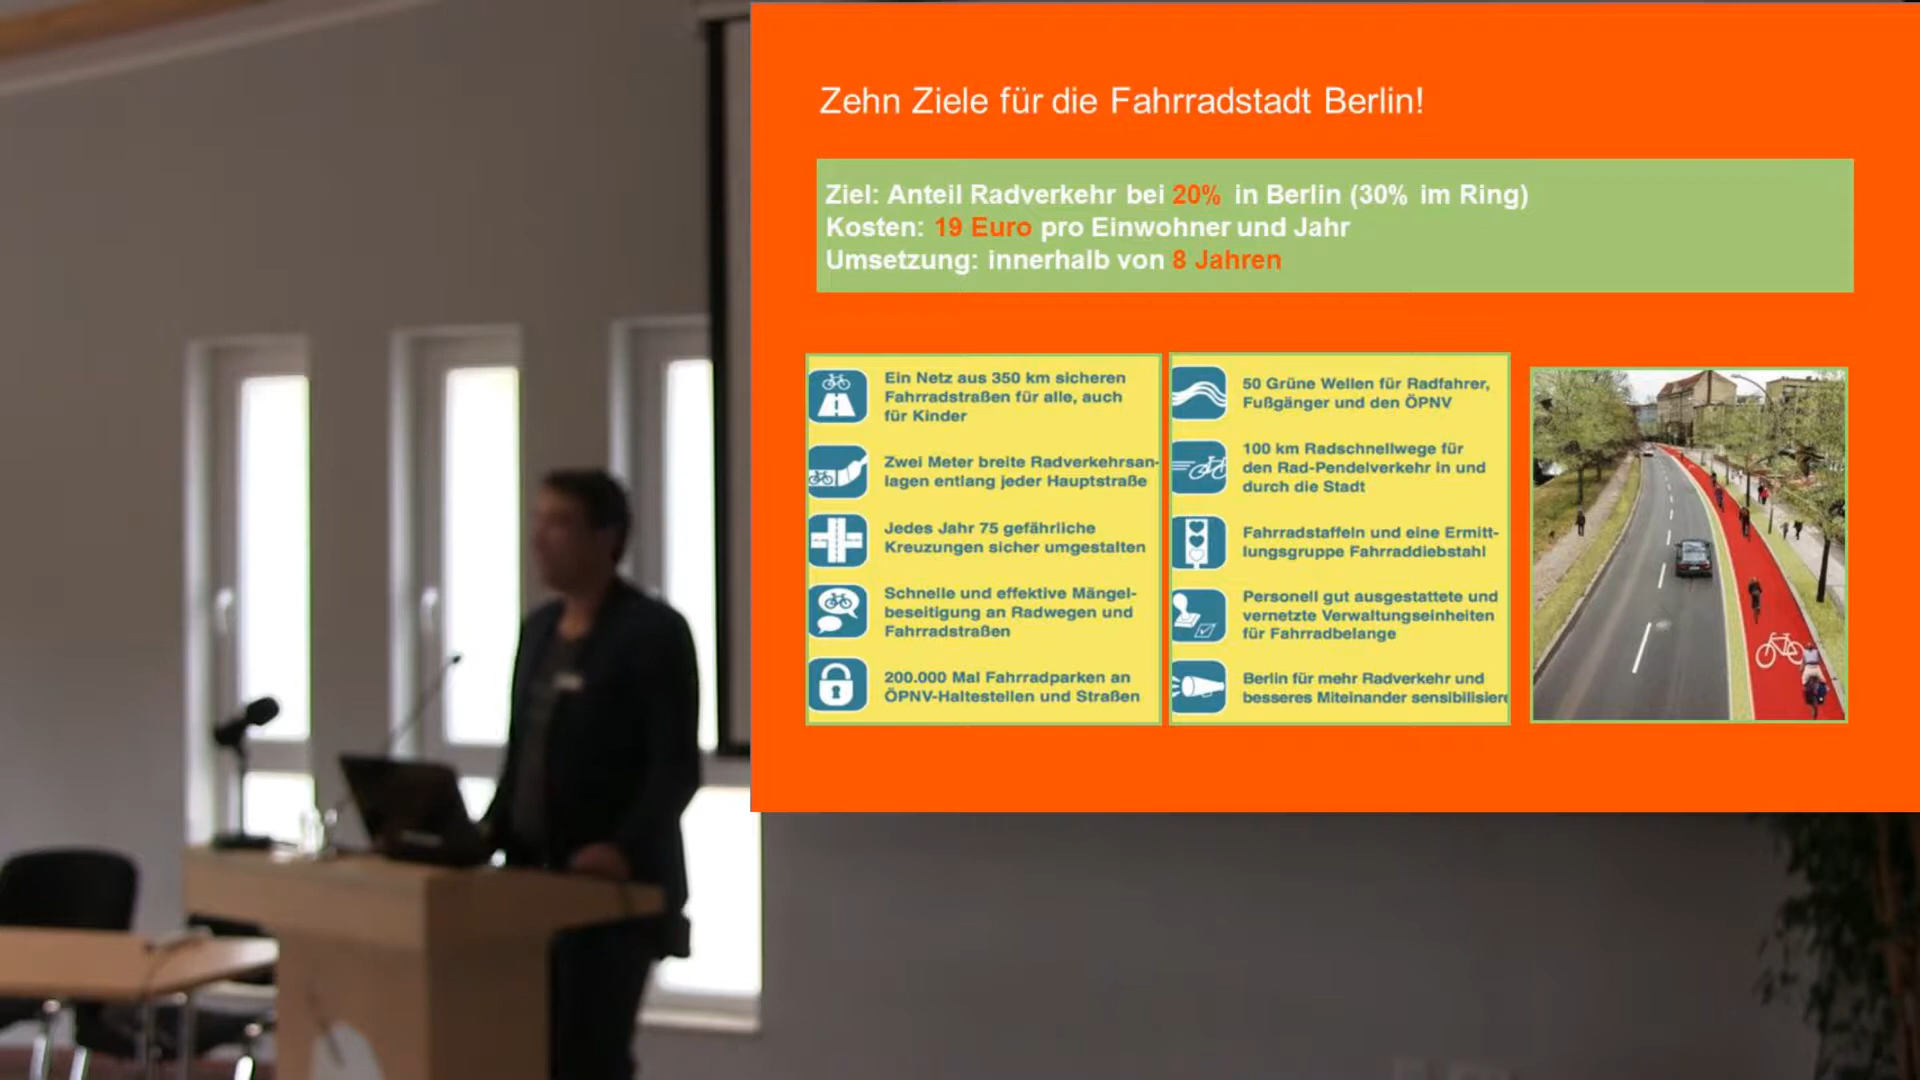 Zehn Ziele für die Fahrradstadt Berlin!
Ziel: Anteil Radverkehr bei 20% in Berlin (30% im Ring)
Kosten: 19 Euro pro Einwohner und Jahr
Umsetzung: innerhalb von 8 Jahren
Ein Netz aus 350 km sicheren
Fahrradstraßen für alle, auch
für Kinder
Zwei Meter breite Radverkehrsan-
lagen entlang jeder Hauptstraße
Jedes Jahr 75 gefährliche
Kreuzungen sicher umgestalten
Schnelle und effektive Mängel-
beseitigung an Radwegen und
Fahrradstraßen
200.000 Mal Fahrradparken an
ÖPNV-Haltestellen und Straßen
50 Grüne Wellen für Radfahrer,
Fußgänger und den ÖPNV
100 km Radschnellwege für
den Rad-Pendelverkehr in und
durch die Stadt
Fahrradstaffeln und eine Ermitt-
lungsgruppe Fahrraddiebstahl
Personell gut ausgestattete und
vernetzte Verwaltungseinheiten
für Fahrradbelange
Berlin für mehr Radverkehr und
besseres Miteinander sensibilisiere